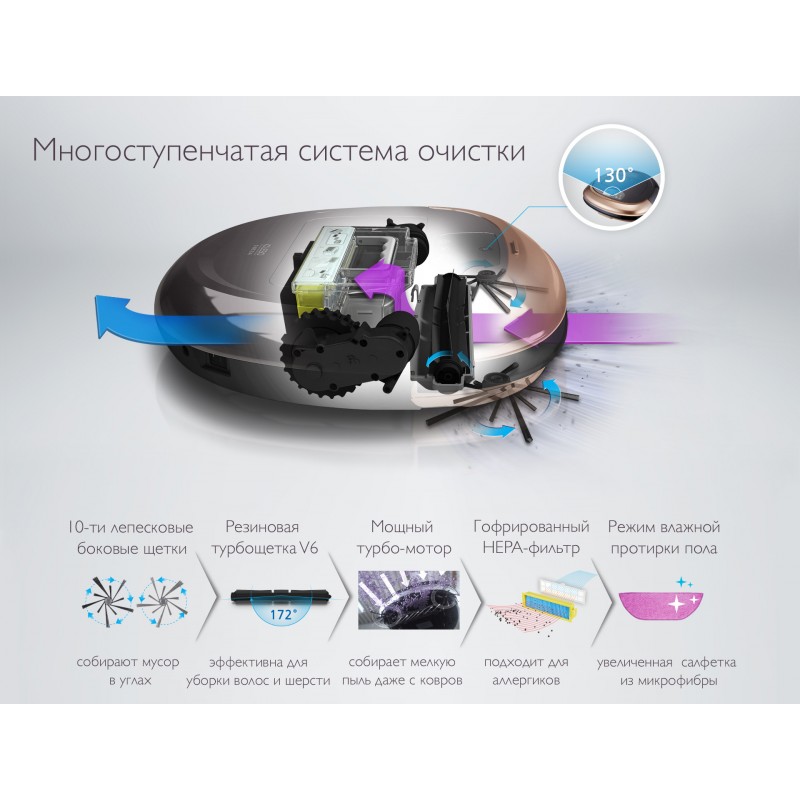 Многоступенчатая система очистки
130°
10-ти лепесковые
боковые щетки
Резиновая
турбощетка V6
Мощный
турбо-мотор
Гофрированный
HEPA-фильтр
Режим влажной
протирки пола
172°
собирают мусор
в углах
эффективна для
уборки волос и шерсти
собирает мелкую
пыль даже с ковров
подходит для
аллергиков
увеличенная салфетка
из микрофибры